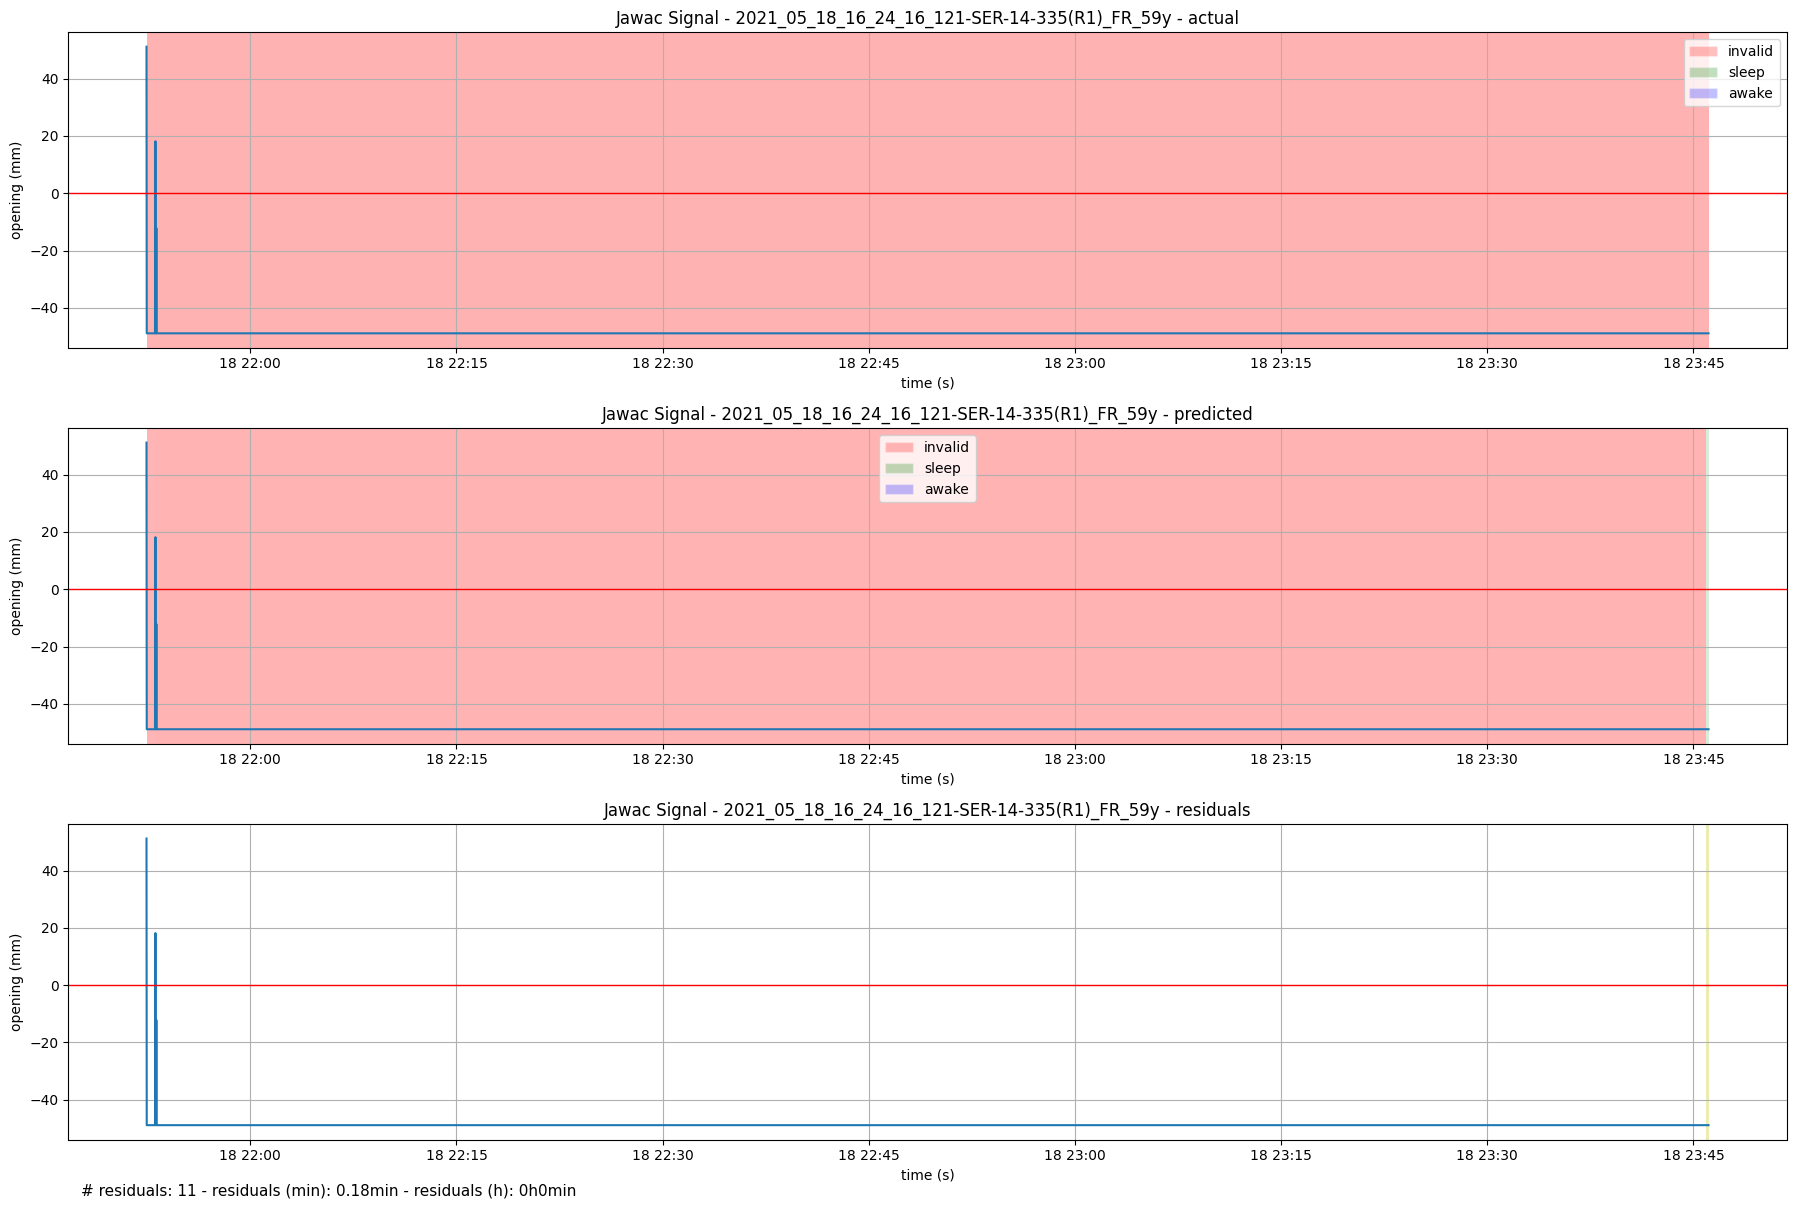 Jawac Signal - 2021_05_18_16_24_16_121-SER-14-335(R1)_FR_59y - actual
opening (mm)
40
20
0
−20
−40
invalid
sleep
awake
18 22:00
18 22:15
18 22:30
18 22:45
18 23:00
18 23:15
18 23:30
18 23:45
time (s)
Jawac Signal - 2021_05_18_16_24_16_121-SER-14-335(R1)_FR_59y - predicted
opening (mm)
40
20
0
−20
−40
invalid
sleep
awake
18 22:00
18 22:15
18 22:30
18 22:45
18 23:00
18 23:15
18 23:30
18 23:45
time (s)
Jawac Signal - 2021_05_18_16_24_16_121-SER-14-335(R1)_FR_59y - residuals
opening (mm)
40
20
0
−20
−40
18 22:00
18 22:15
18 22:30
18 22:45
18 23:00
18 23:15
18 23:30
18 23:45
time (s)
# residuals: 11 - residuals (min): 0.18min - residuals (h): 0h0min